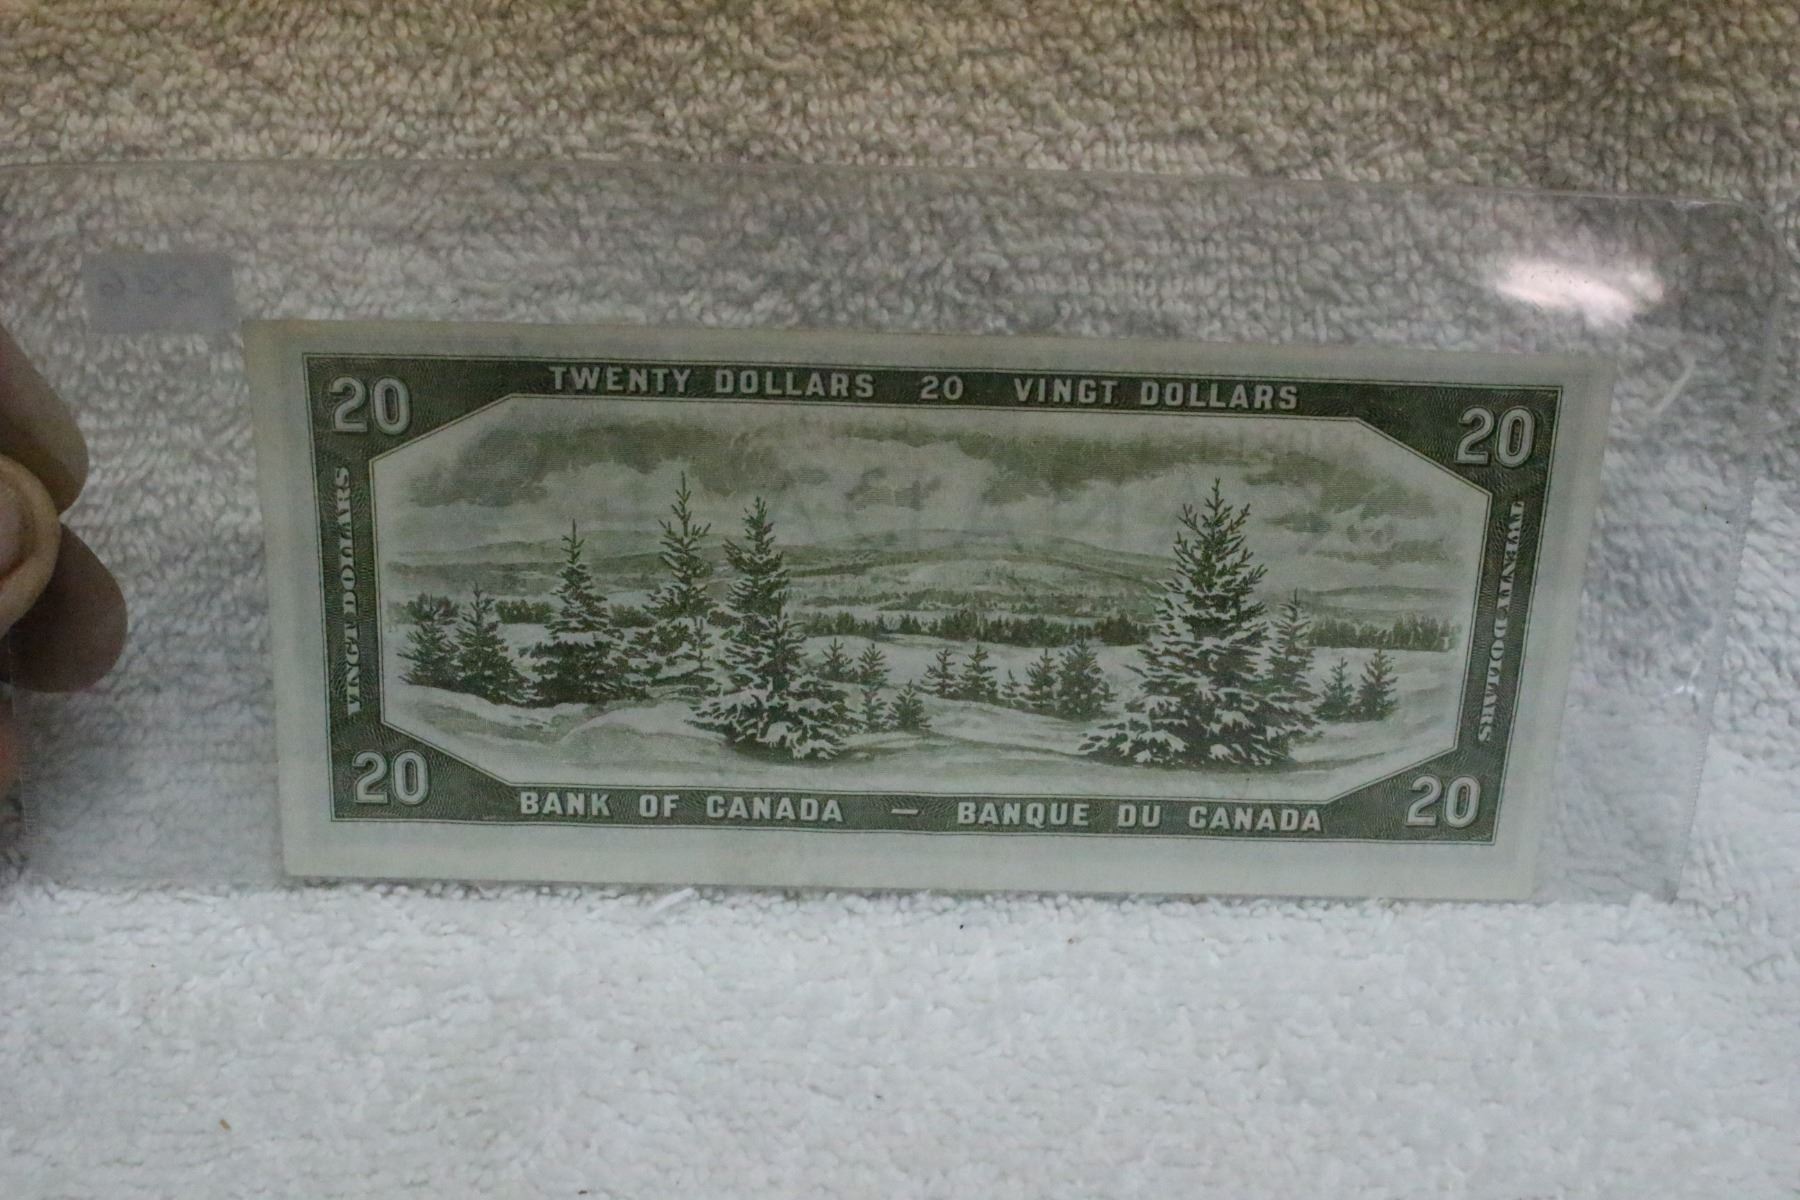 TWENTY DOLLARS 20 VINGT DOLLARS
20
20
VINGT DOLLARS
TWENTY DOLLARS
20
20
BANK OF CANADA — BANQUE DU CANADA